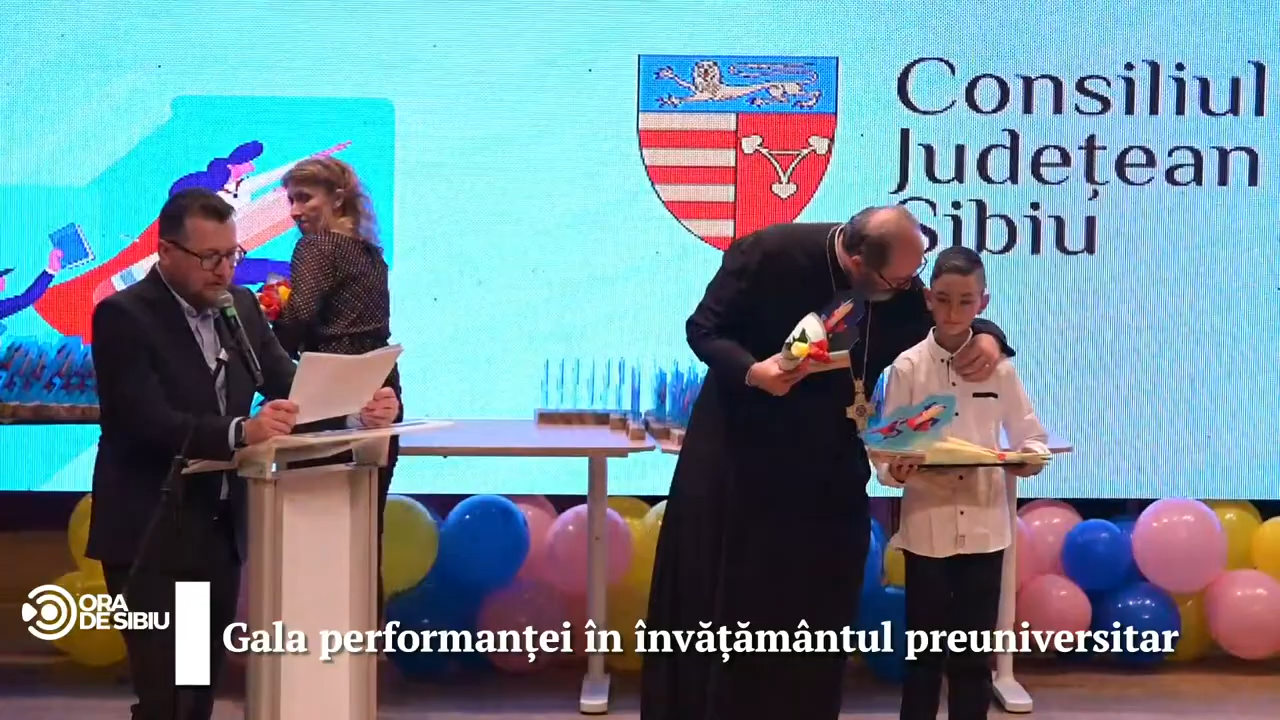 Consiliul
Județean
Sibiu
ORA
DE SIBIU
Gala performanței în învățământul preuniversitar